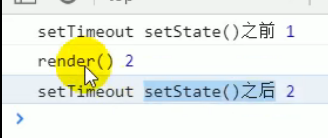 setTimeout setState()之前 1
render() 2
setTimeout setState()之后 2